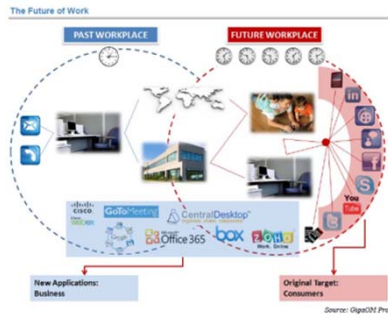 The Future of Work
PAST WORKPLACE
FUTURE WORKPLACE
in
f
S
You
Tube
CISCO
GoToMeeting
CentralDesktop
Google
Office 365
box
ZOHO
Work. Online
New Applications:
Business
Original Target:
Consumers
Source: GigaOM Pro